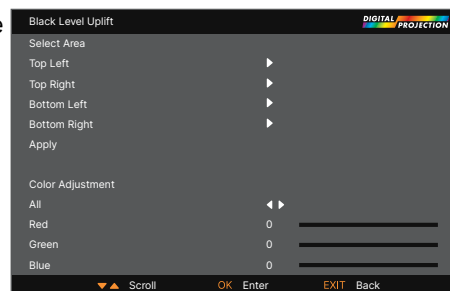 e
Black Level Uplift
DIGITAL PROJECTION
Select Area
Top Left
Top Right
Bottom Left
Bottom Right
Apply
Color Adjustment
All
Red 0
Green 0
Blue 0
Scroll OK Enter EXIT Back